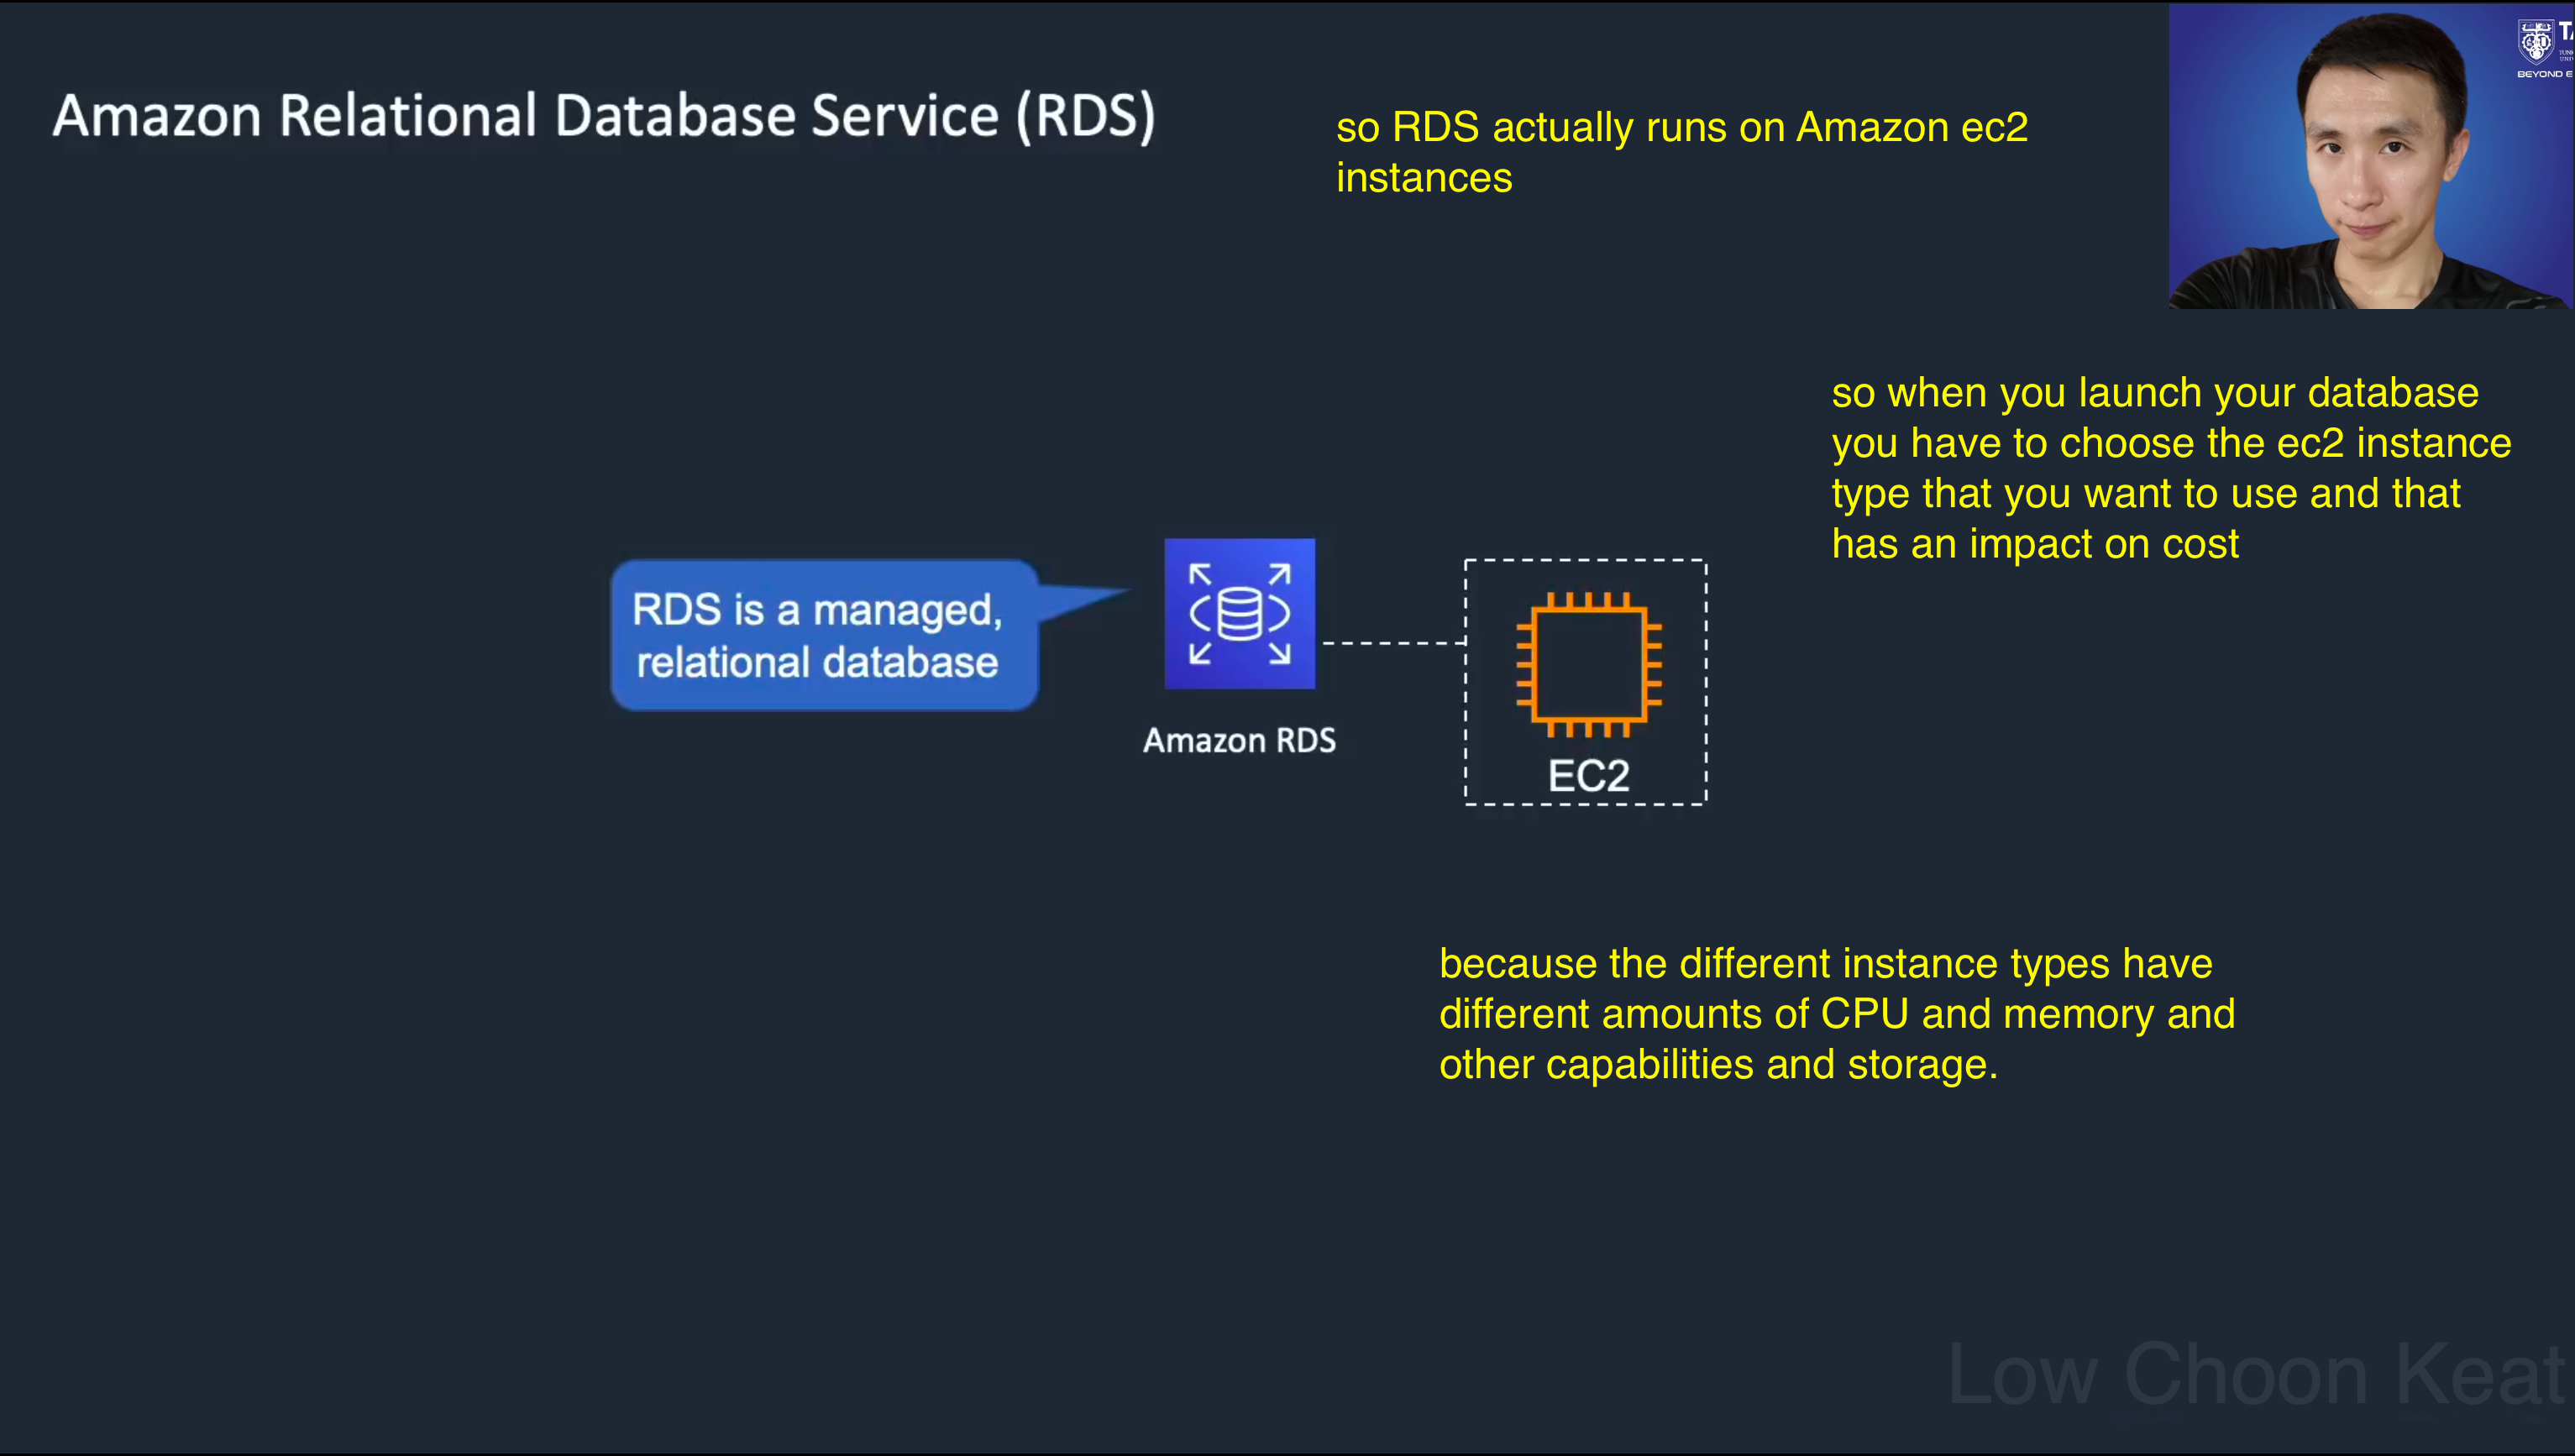 Amazon Relational Database Service (RDS)
so RDS actually runs on Amazon ec2
instances
BEYOND E
so when you launch your database
you have to choose the ec2 instance
type that you want to use and that
has an impact on cost
RDS is a managed,
relational database
Amazon RDS
EC2
because the different instance types have
different amounts of CPU and memory and
other capabilities and storage.
Low Choon Keat